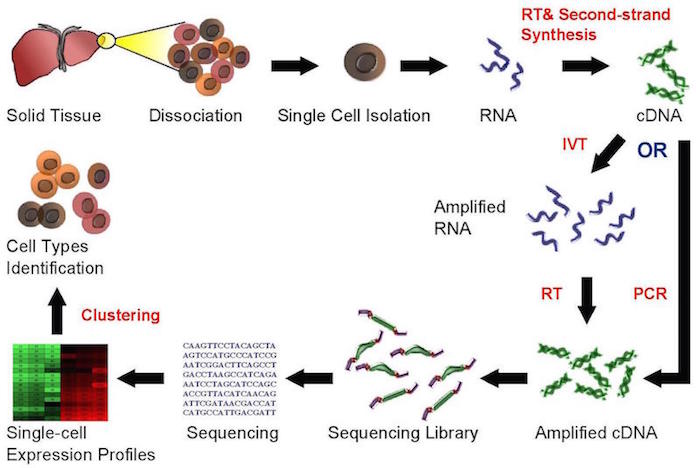 RT& Second-strand
Synthesis
Solid Tissue
Dissociation
Single Cell Isolation
RNA
cDNA
IVT
OR
Amplified
RNA
RT
PCR
Cell Types
Identification
Clustering
CAAGTTCCTACAGCTA
AGTCCATGCCCATCCG
AATCGGACTTCAGCCT
GACCTAAGCCATCAGA
AATCCTAGCATCCAGC
ACCGTTACATCAACAG
ATTCGATAACGACCAT
CATGCCATTGACGATT
Single-cell
Expression Profiles
Sequencing
Sequencing Library
Amplified cDNA